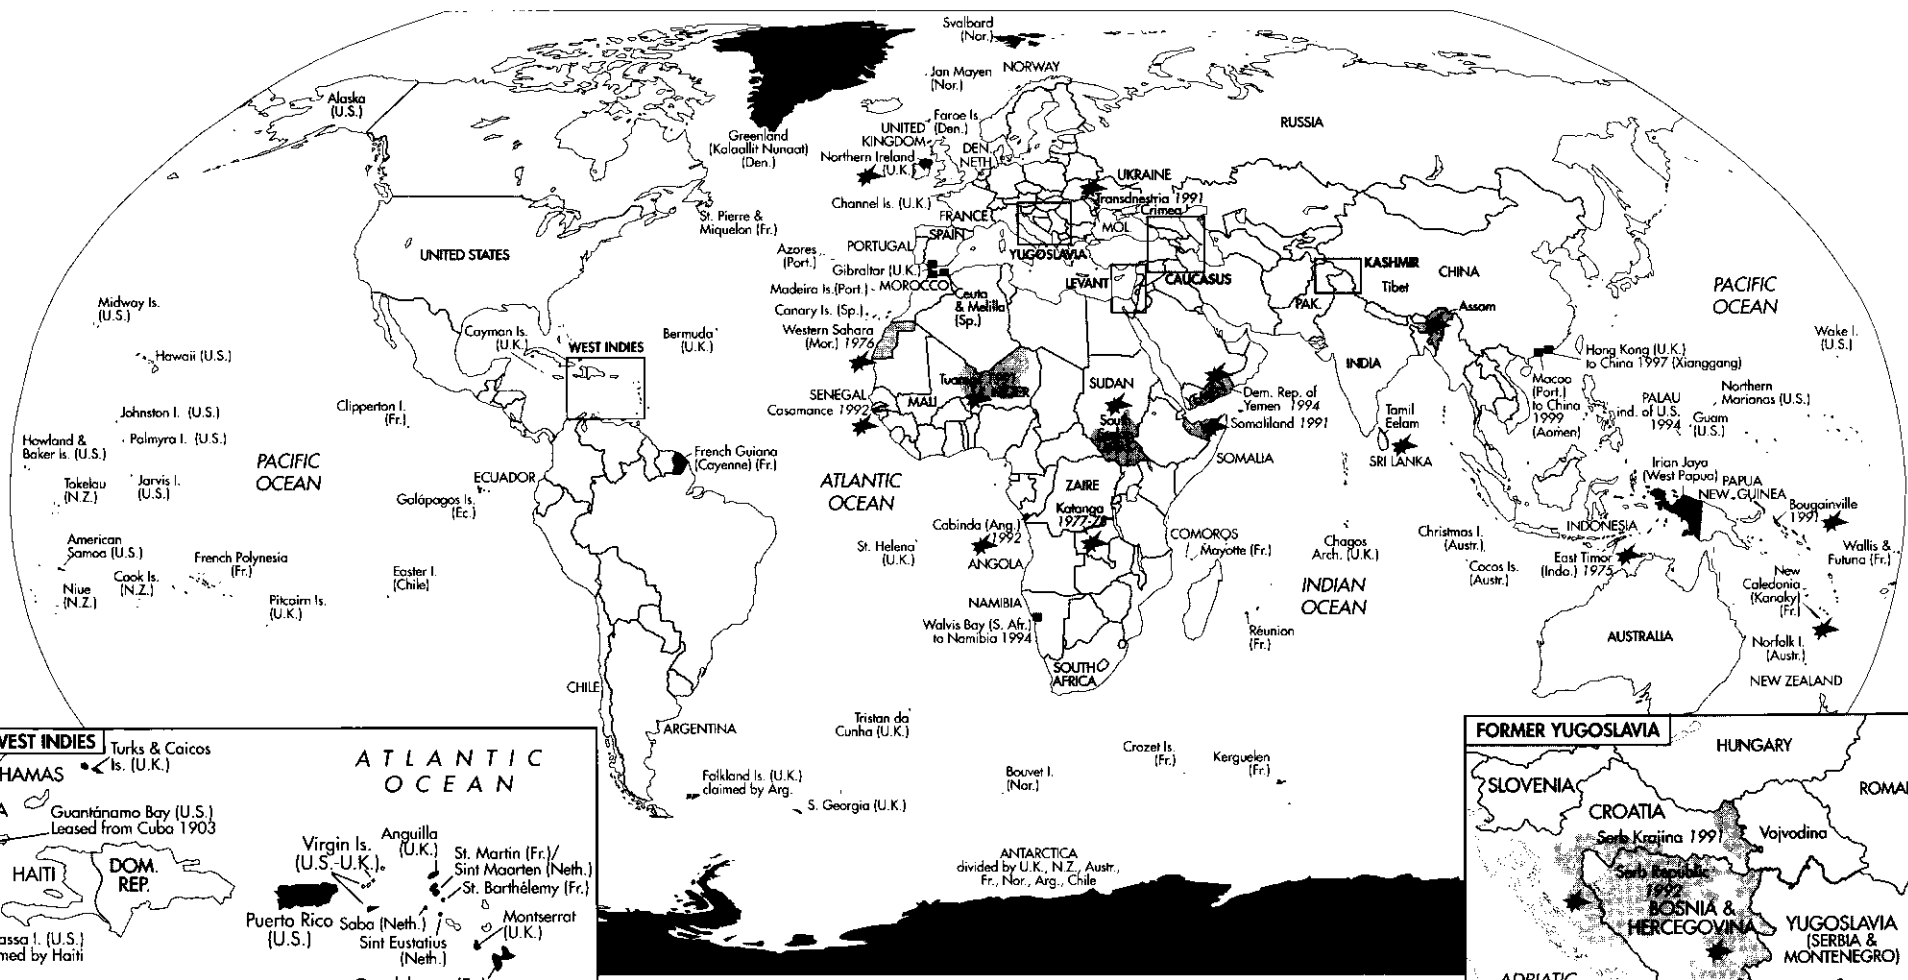 Svalbard
(Nor.)
Jan Mayen
(Nor.)
NORWAY
Alaska
(U.S.)
Greenland
(Kalaallit Nunaat)
(Den.)
UNITED
KINGDOM
Faroe Is.
(Den.)
DEN.
NETH.
RUSSIA
Northern Ireland
(U.K.)
UKRAINE
Transdnestria 1991
Crimea
MOL.
Channel Is. (U.K.)
FRANCE
SPAIN
St. Pierre &
Miquelon (Fr.)
UNITED STATES
Azores
(Port.)
PORTUGAL
Gibraltar (U.K.)
YUGOSLAVIA
LEVANT
CAUCASUS
KASHMIR
CHINA
Tibet
PAK.
Assam
PACIFIC
OCEAN
Madeira Is.(Port.)
MOROCCO
Ceuta
& Melilla
(Sp.)
Canary Is. (Sp.)
Western Sahara
(Mor.) 1976
Midway Is.
(U.S.)
Hawaii (U.S.)
Cayman Is.
(U.K.)
Bermuda
(U.K.)
WEST INDIES
Wake I.
(U.S.)
INDIA
Hong Kong (U.K.)
to China 1997 (Xianggang)
Macao
(Port.)
to China
1999
(Aomen)
PALAU
ind. of U.S.
1994
Northern
Marianas (U.S.)
Guam
(U.S.)
SENEGAL
Casamance 1992
MALI
SUDAN
Dem. Rep. of
Yemen 1994
Somaliland 1991
SOMALIA
Tamil
Eelam
SRI LANKA
Johnston I. (U.S.)
Palmyra I. (U.S.)
Howland &
Baker Is. (U.S.)
Clipperton I.
(Fr.)
French Guiana
(Cayenne) (Fr.)
PACIFIC
OCEAN
ECUADOR
Galápagos Is.
(Ec.)
ATLANTIC
OCEAN
Tokelau
(N.Z.)
Jarvis I.
(U.S.)
Irian Jaya
(West Papua)
PAPUA
NEW GUINEA
Bougainville
1991
ZAIRE
Katanga
1977-78
Cabinda (Ang.)
1992
ANGOLA
St. Helena
(U.K.)
COMOROS
Mayotte (Fr.)
Chagos
Arch. (U.K.)
Christmas I.
(Austr.)
Cocos Is.
(Austr.)
INDONESIA
East Timor
(Indo.) 1975
Wallis &
Futuna (Fr.)
New
Caledonia
(Kanaky)
(Fr.)
American
Samoa (U.S.)
Niue
(N.Z.)
Cook Is.
(N.Z.)
French Polynesia
(Fr.)
Pitcairn Is.
(U.K.)
Easter I.
(Chile)
INDIAN
OCEAN
NAMIBIA
Walvis Bay (S. Afr.)
to Namibia 1994
Réunion
(Fr.)
SOUTH
AFRICA
AUSTRALIA
Norfolk I.
(Austr.)
NEW ZEALAND
CHILE
ARGENTINA
Tristan da
Cunha (U.K.)
Crozet Is.
(Fr.)
Kerguelen
(Fr.)
Bouvet I.
(Nor.)
Falkland Is. (U.K.)
claimed by Arg.
S. Georgia (U.K.)
ANTARCTICA
divided by U.K., N.Z., Austr.,
Fr., Nor., Arg., Chile
WEST INDIES
Turks & Caicos
Is. (U.K.)
HAMAS
ATLANTIC
OCEAN
Guantánamo Bay (U.S.)
Leased from Cuba 1903
HAITI
DOM.
REP.
Virgin Is.
(U.S.-U.K.)
Anguilla
(U.K.)
St. Martin (Fr.)/
Sint Maarten (Neth.)
St. Barthélemy (Fr.)
Puerto Rico
(U.S.)
Saba (Neth.)
Sint Eustatius
(Neth.)
Montserrat
(U.K.)
assa I. (U.S.)
med by Haiti
FORMER YUGOSLAVIA
HUNGARY
SLOVENIA
ROMA
CROATIA
Serb Krajina 1991
Vojvodina
Serb Republic
1992
BOSNIA &
HERCEGOVINA
YUGOSLAVIA
(SERBIA &
MONTENEGRO)
ADRIATIC